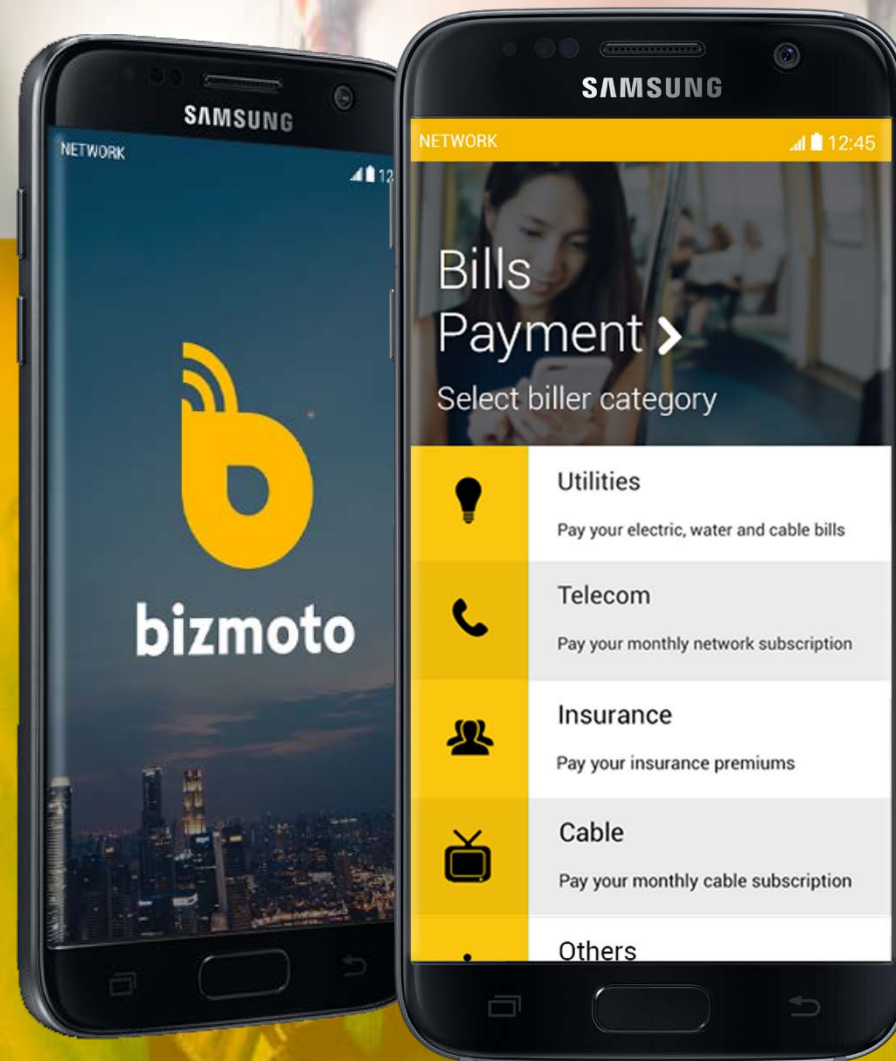 SAMSUNG
NETWORK
12
bizmoto
SAMSUNG
NETWORK
12:45
Bills
Payment
Select biller category
Utilities
Pay your electric, water and cable bills
Telecom
Pay your monthly network subscription
Insurance
Pay your insurance premiums
Cable
Pay your monthly cable subscription
Others